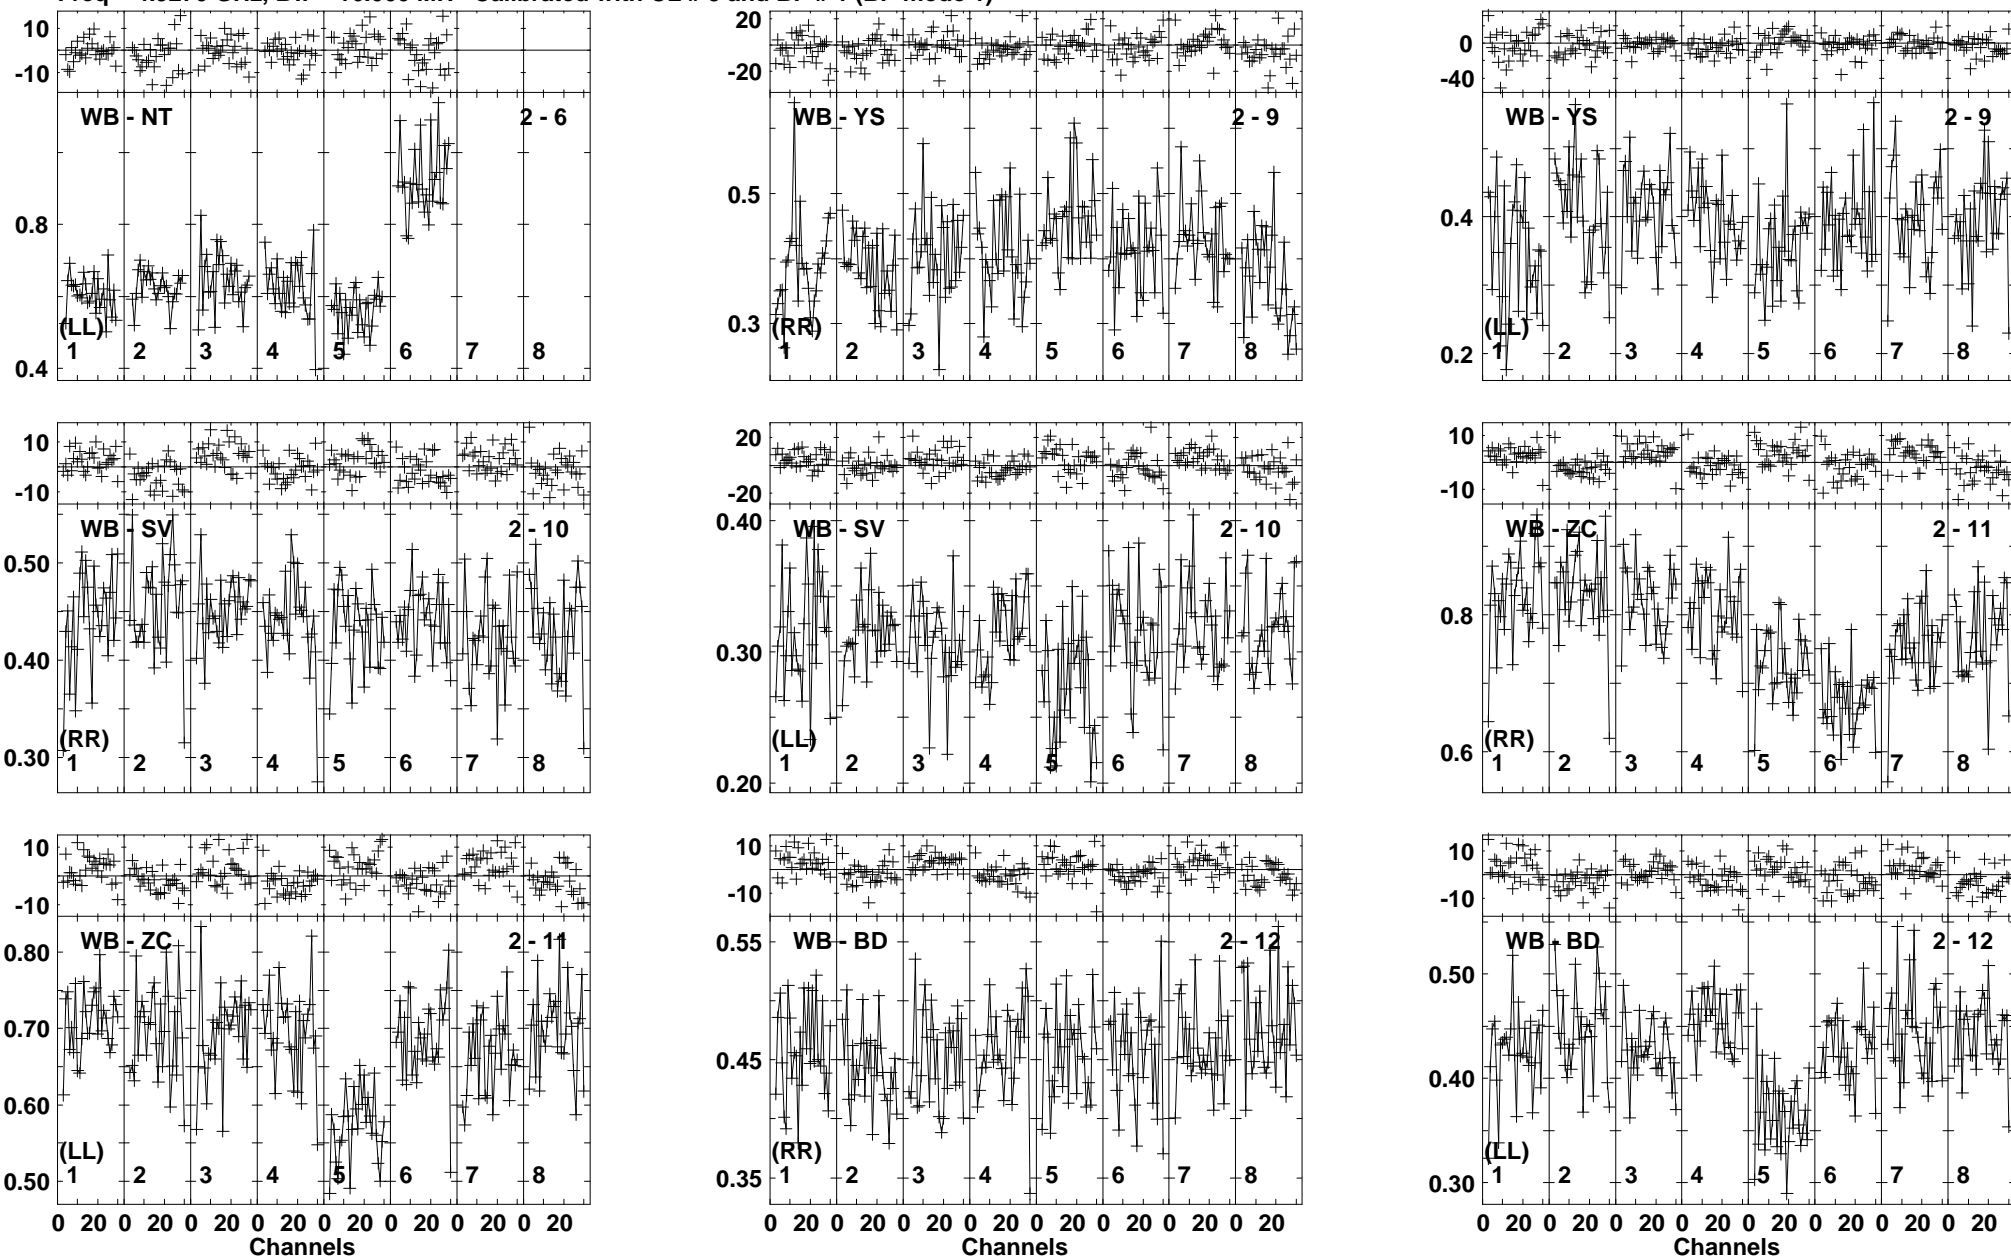 10 20 0
-10 -20 -40
WB - NT 2 - 6 WB - YS 2 - 9 WB - YS 2 - 9
0.8 0.5 0.4
0.3
(LL) (RR) (LL)
1 2 3 4 5 6 7 8 1 2 3 4 5 6 7 8 1 2 3 4 5 6 7 8
0.4 0.2
10 20 10
-10 -20 -10
WB - SV 2 - 10 WB - SV 2 - 10 WB - ZC 2 - 11
0.50 0.40 0.8
0.40 0.30
(RR) (LL) (RR)
0.30 1 2 3 4 5 6 7 8 0.20 1 2 3 4 5 6 7 8 0.6 1 2 3 4 5 6 7 8
10 10 10
-10 -10 -10
WB - ZC 2 - 11 WB - BD 2 - 12 WB - BD 2 - 12
0.80 0.55 0.50
0.70 0.45 0.40
0.60
(LL) (RR) (LL)
0.50 1 2 3 4 5 6 7 8 0.35 1 2 3 4 5 6 7 8 0.30 1 2 3 4 5 6 7 8
0 20 0 20 0 20 0 20 0 20 0 20 0 20 0 20 0 20 0 20 0 20 0 20 0 20 0 20 0 20 0 20 0 20 0 20 0 20 0 20 0 20 0 20 0 20 0 20
Channels Channels Channels